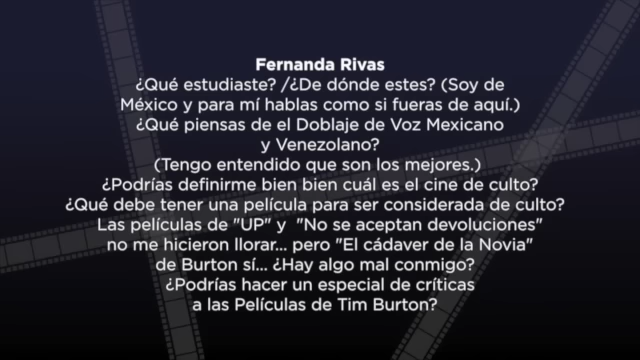 Fernanda Rivas
¿Qué estudiaste? /¿De dónde estes? (Soy de
México y para mí hablas como si fueras de aquí.)
¿Qué piensas de el Doblaje de Voz Mexicano
y Venezolano?
(Tengo entendido que son los mejores.)
¿Podrías definirme bien bien cuál es el cine de culto?
¿Qué debe tener una película para ser considerada de culto?
Las películas de "UP" y "No se aceptan devoluciones"
no me hicieron llorar... pero "El cádaver de la Novia"
de Burton sí... ¿Hay algo mal conmigo?
¿Podrías hacer un especial de críticas
a las Películas de Tim Burton?